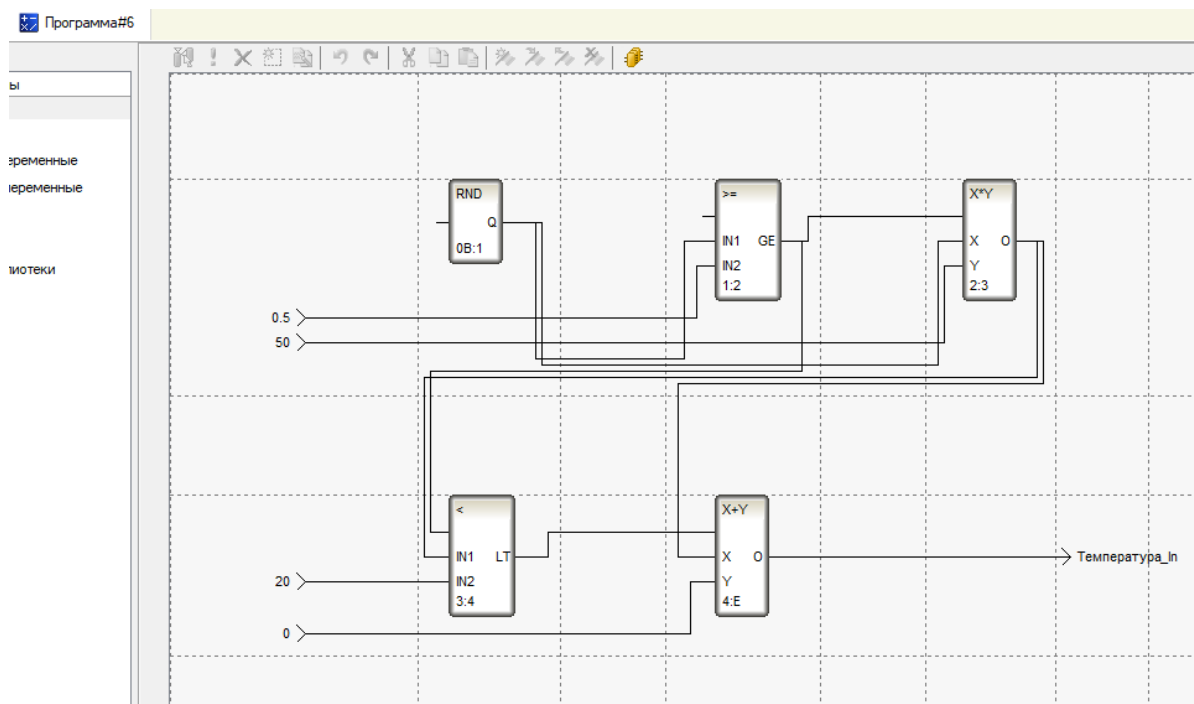 Программа#6
ы
еременные
переменные
лиотеки
RND
Q
0B:1
>=
IN1 GE
IN2
1:2
X*Y
X O
Y
2:3
0.5
50
<
IN1 LT
IN2
3:4
X+Y
X O
Y
4:E
Температура_In
20
0